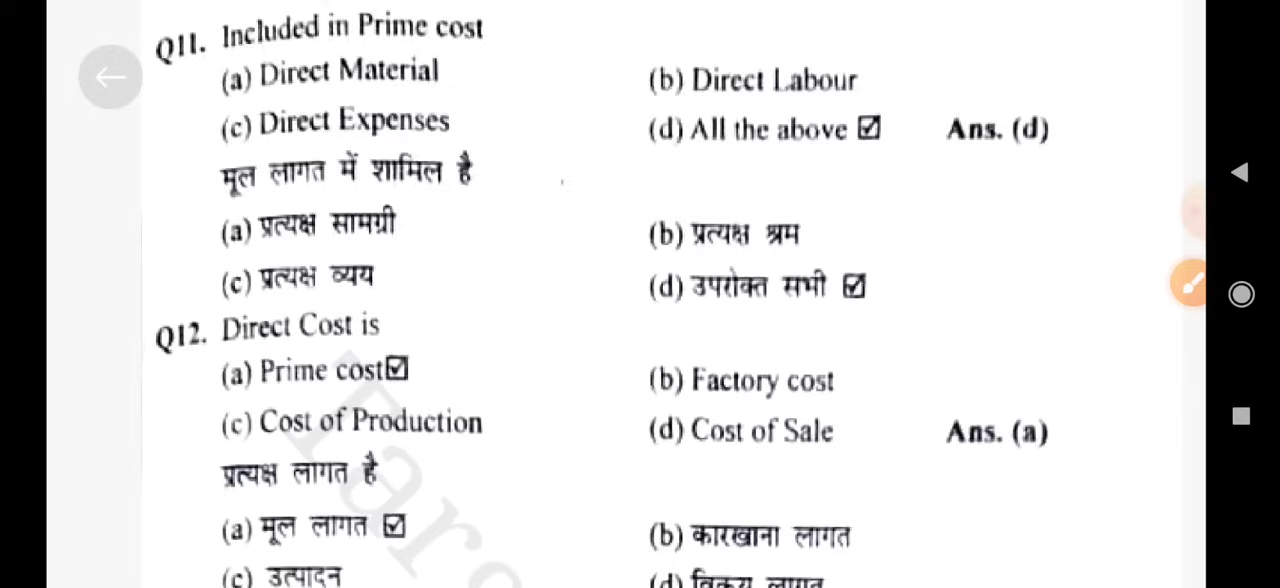 Q11. Included in Prime cost
(a) Direct Material (b) Direct Labour
(c) Direct Expenses (d) All the above ☑ Ans. (d)
मूल लागत में शामिल है
(a) प्रत्यक्ष सामग्री (b) प्रत्यक्ष श्रम
(c) प्रत्यक्ष व्यय (d) उपरोक्त सभी ☑
Q12. Direct Cost is
(a) Prime cost☑ (b) Factory cost
(c) Cost of Production (d) Cost of Sale Ans. (a)
प्रत्यक्ष लागत है
(a) मूल लागत ☑ (b) कारखाना लागत
(c) उत्पादन (d) विक्रय लागत